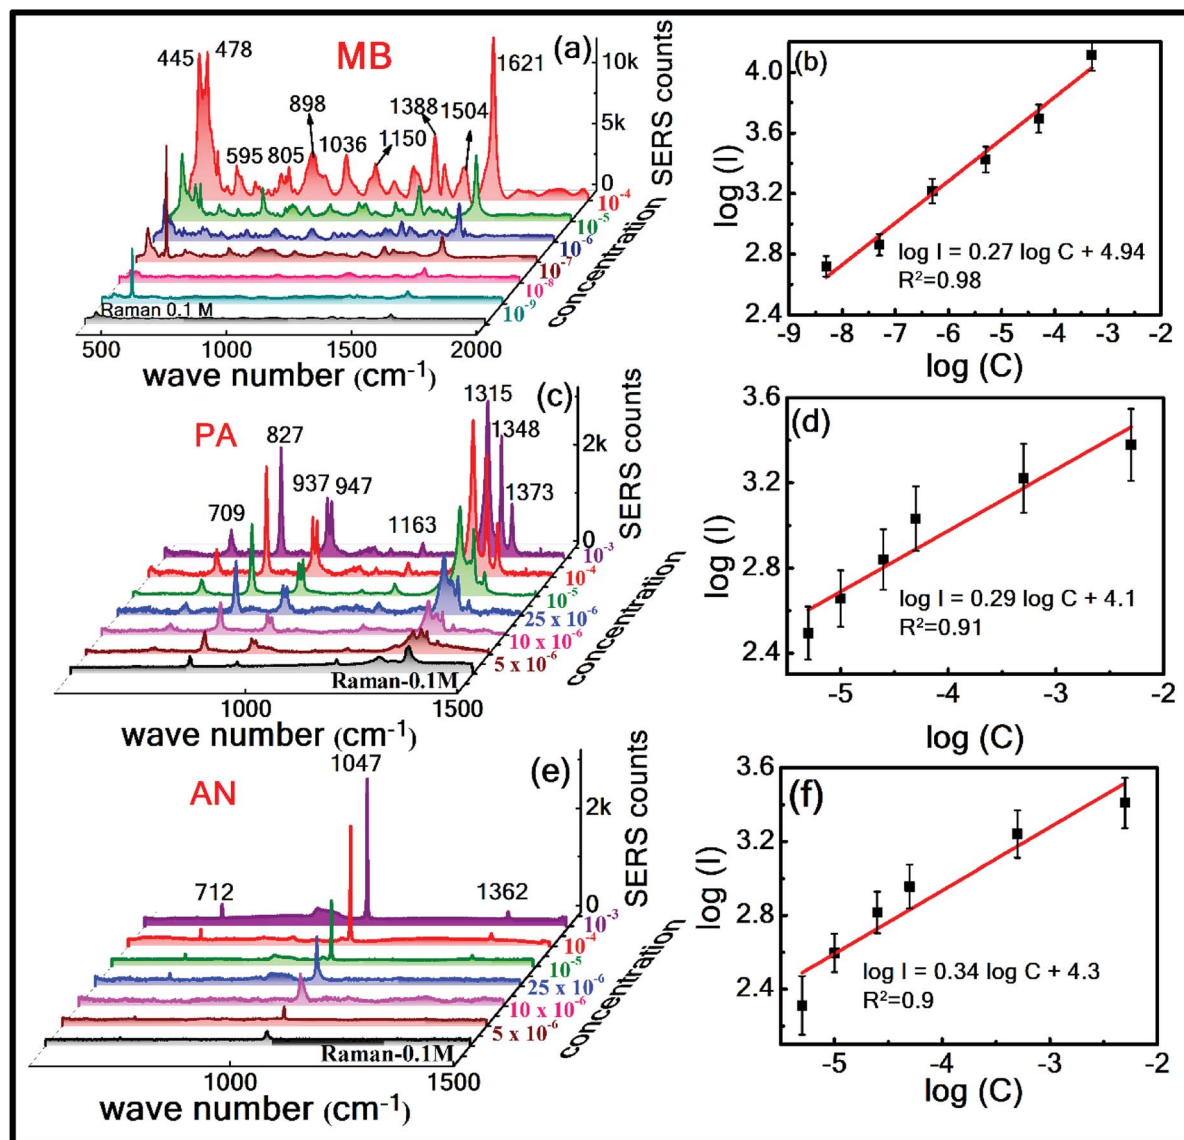 (a)
MB
445
478
595
805
898
1036
1150
1388
1504
1621
10k
5k
0
SERS counts
10⁻⁴
10⁻⁵
10⁻⁶
10⁻⁷
10⁻⁸
10⁻⁹
concentration
Raman 0.1 M
500 1000 1500 2000
wave number (cm⁻¹)
(b)
log (I)
4.0
3.6
3.2
2.8
2.4
log I = 0.27 log C + 4.94
R²=0.98
-9 -8 -7 -6 -5 -4 -3 -2
log (C)
(c)
PA
709
827
937
947
1163
1315
1348
1373
2k
0
SERS counts
10⁻³
10⁻⁴
10⁻⁵
25 x 10⁻⁶
10 x 10⁻⁶
5 x 10⁻⁶
concentration
Raman-0.1M
1000 1500
wave number (cm⁻¹)
(d)
log (I)
3.6
3.2
2.8
2.4
log I = 0.29 log C + 4.1
R²=0.91
-5 -4 -3 -2
log (C)
(e)
AN
712
1047
1362
2k
0
SERS counts
10⁻³
10⁻⁴
10⁻⁵
25 x 10⁻⁶
10 x 10⁻⁶
5 x 10⁻⁶
concentration
Raman-0.1M
1000 1500
wave number (cm⁻¹)
(f)
log (I)
3.6
3.2
2.8
2.4
log I = 0.34 log C + 4.3
R²=0.9
-5 -4 -3 -2
log (C)